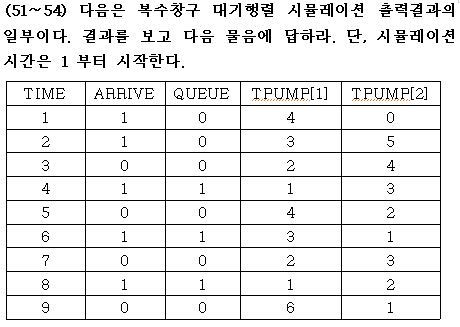 (51~54) 다음은 복수창구 대기행렬 시뮬레이션 출력결과의
일부이다. 결과를 보고 다음 물음에 답하라. 단, 시뮬레이션
시간은 1 부터 시작한다.
TIME ARRIVE QUEUE TPUMP[1] TPUMP[2]
1 1 0 4 0
2 1 0 3 5
3 0 0 2 4
4 1 1 1 3
5 0 0 4 2
6 1 1 3 1
7 0 0 2 3
8 1 1 1 2
9 0 0 6 1